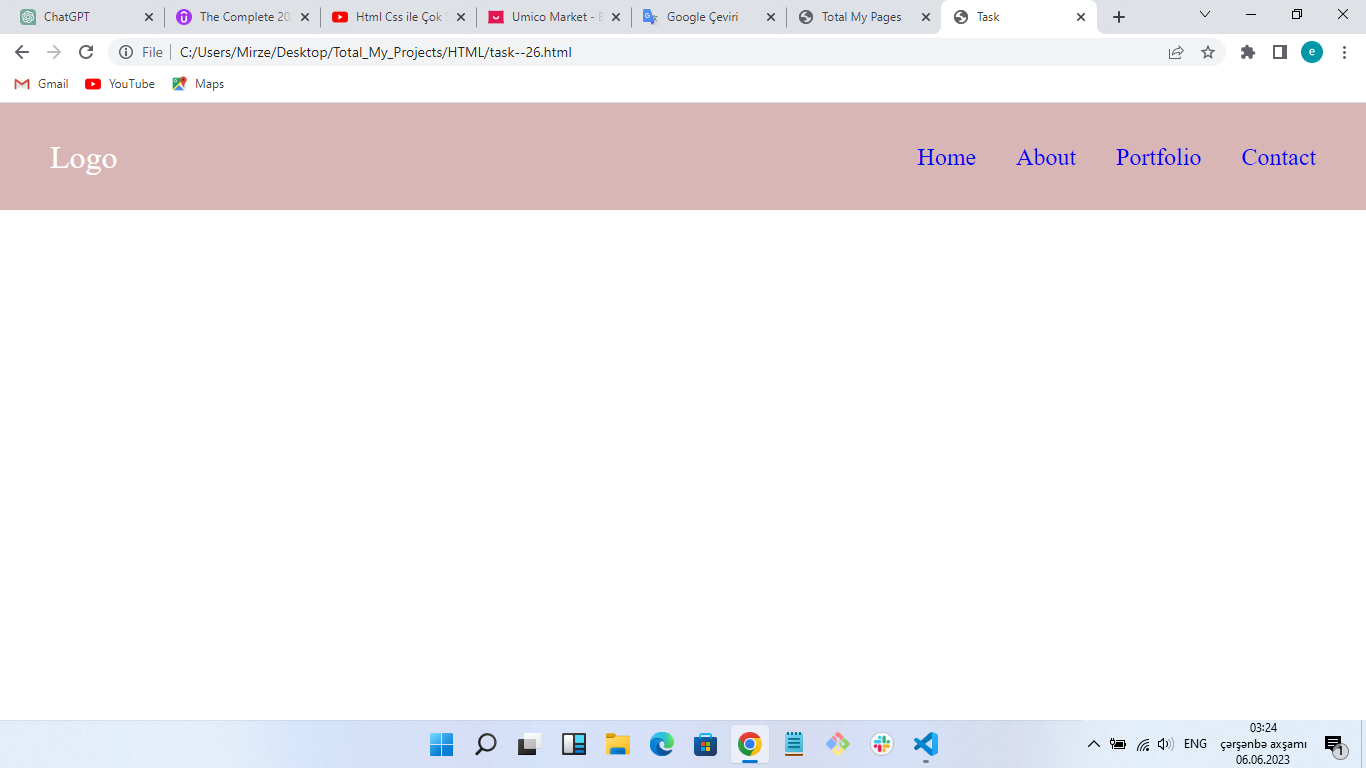 ChatGPT
The Complete 20
Html Css ile Çok
Umico Market -
Google Çeviri
Total My Pages
Task
File
C:/Users/Mirze/Desktop/Total_My_Projects/HTML/task--26.html
e
Gmail
YouTube
Maps
Logo
Home
About
Portfolio
Contact
ENG
03:24
çərşənbə axşamı
06.06.2023
1